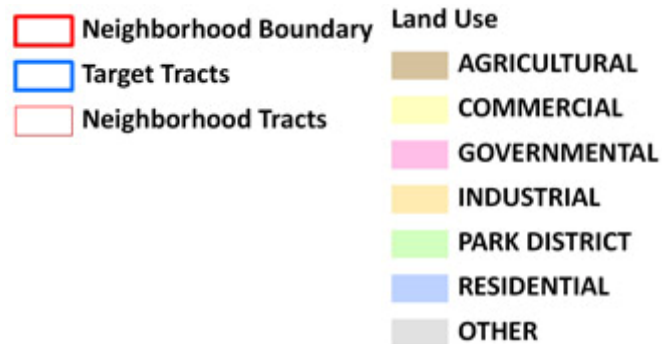 Neighborhood Boundary
Target Tracts
Neighborhood Tracts
Land Use
AGRICULTURAL
COMMERCIAL
GOVERNMENTAL
INDUSTRIAL
PARK DISTRICT
RESIDENTIAL
OTHER